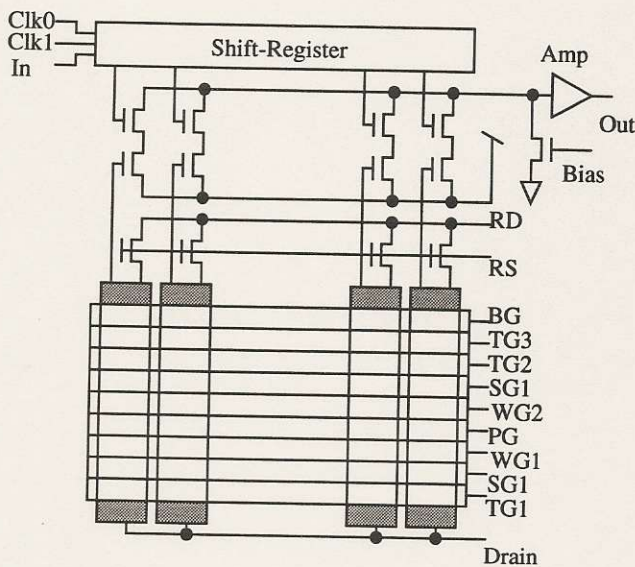 Clk0
Clk1
In
Shift-Register
Amp
Out
Bias
RD
RS
BG
TG3
TG2
SG1
WG2
PG
WG1
SG1
TG1
Drain